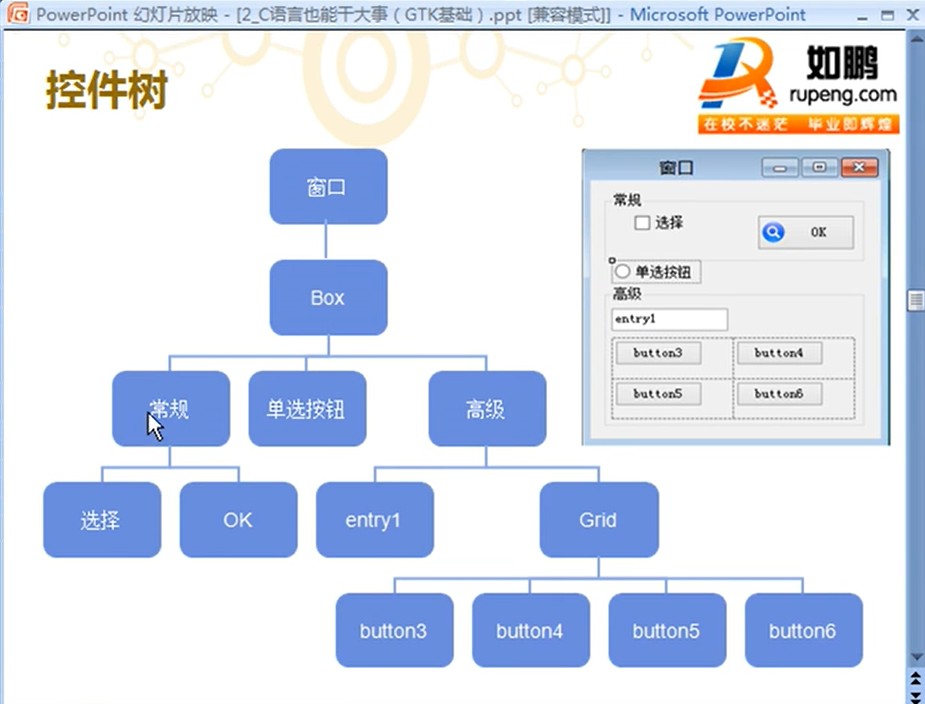 PowerPoint 幻灯片放映 - [2_C语言也能干大事（GTK基础）.ppt [兼容模式]] - Microsoft PowerPoint
控件树
如鹏
rupeng.com
在校不迷茫 毕业即辉煌
窗口
Box
常规
单选按钮
高级
选择
OK
entry1
Grid
button3
button4
button5
button6
窗口
常规
选择
OK
单选按钮
高级
entry1
button3
button4
button5
button6